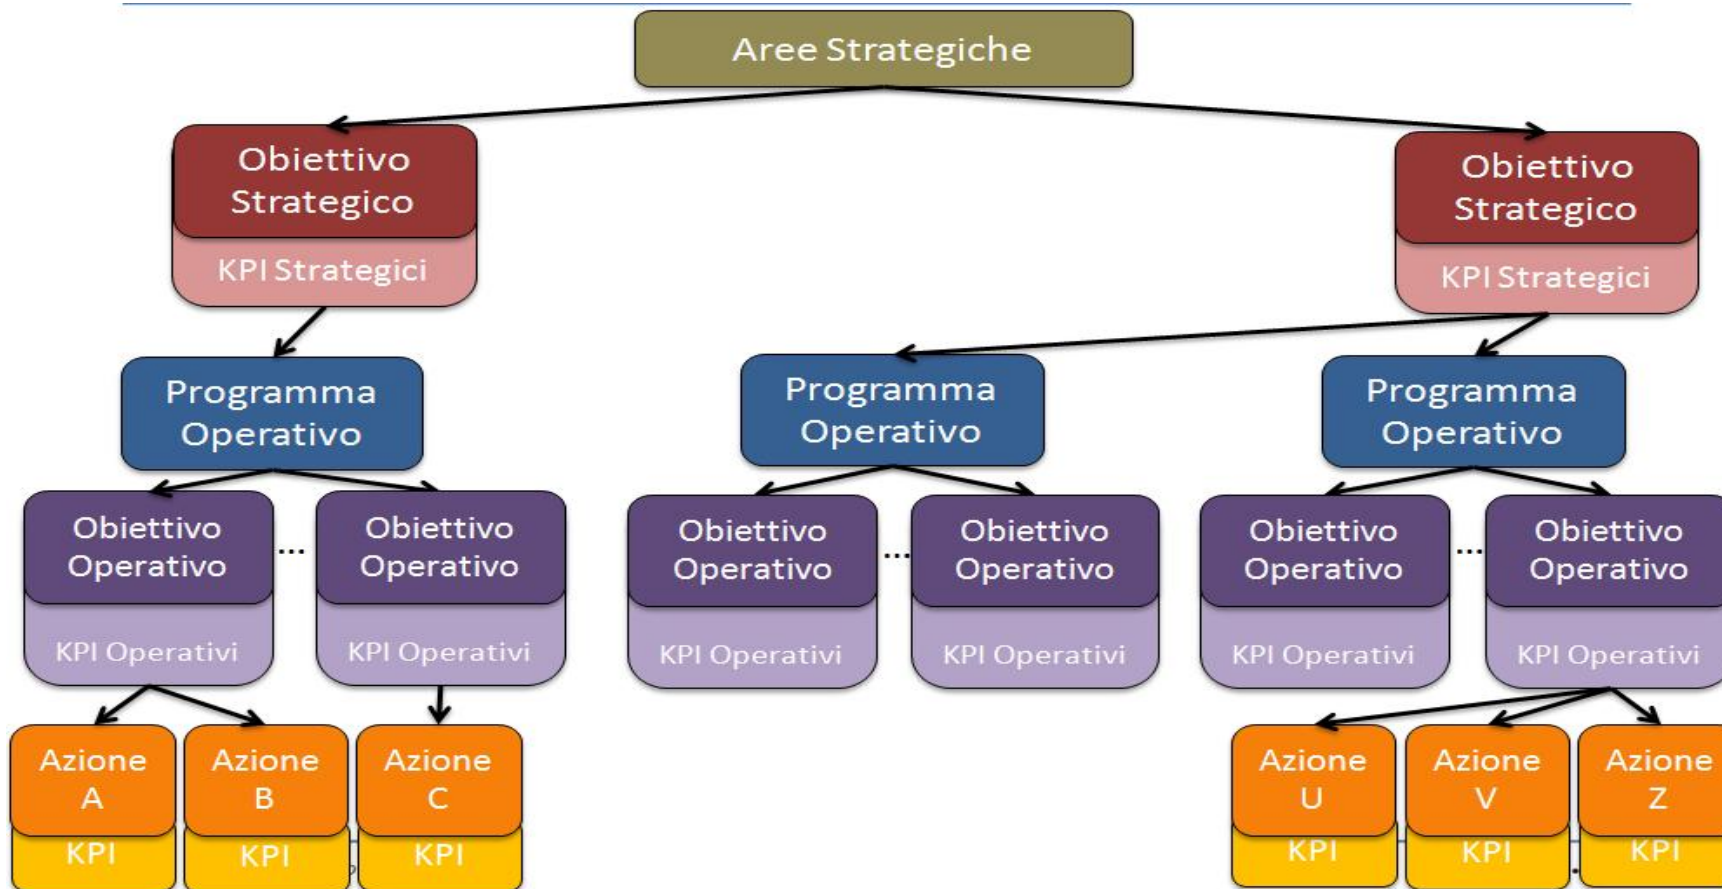 Aree Strategiche
Obiettivo
Strategico
KPI Strategici
Obiettivo
Strategico
KPI Strategici
Programma
Operativo
Programma
Operativo
Programma
Operativo
Obiettivo
Operativo
KPI Operativi
...
Obiettivo
Operativo
KPI Operativi
Obiettivo
Operativo
KPI Operativi
...
Obiettivo
Operativo
KPI Operativi
Obiettivo
Operativo
KPI Operativi
...
Obiettivo
Operativo
KPI Operativi
Azione
A
KPI
Azione
B
KPI
Azione
C
KPI
Azione
U
KPI
Azione
V
KPI
Azione
Z
KPI